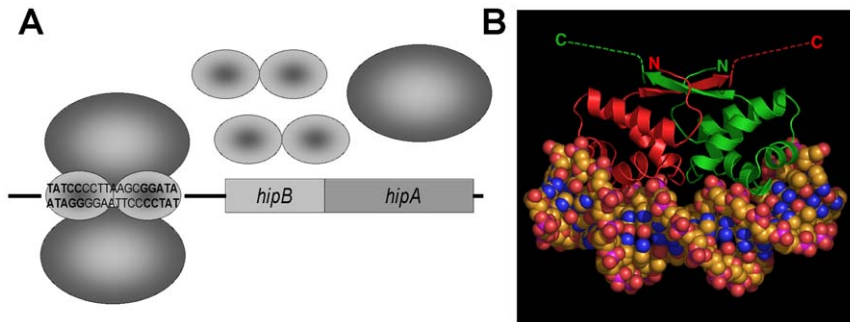 A
B
C
N
N
C
TATCCCCTTAAGCGGATA
ATAGGGGAATTCCCCTAT
hipB
hipA